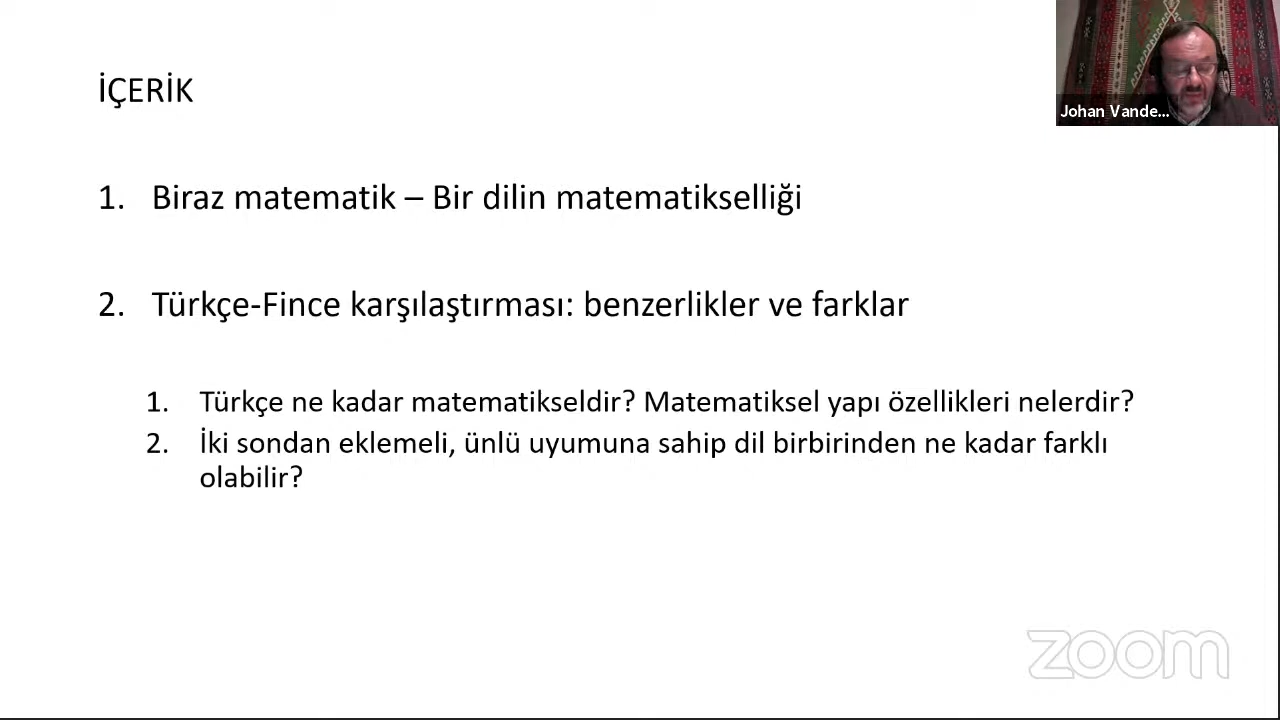 İÇERİK
Johan Vande...
1. Biraz matematik – Bir dilin matematikselliği
2. Türkçe-Fince karşılaştırması: benzerlikler ve farklar
1. Türkçe ne kadar matematikseldir? Matematiksel yapı özellikleri nelerdir?
2. İki sondan eklemeli, ünlü uyumuna sahip dil birbirinden ne kadar farklı
olabilir?
zoom